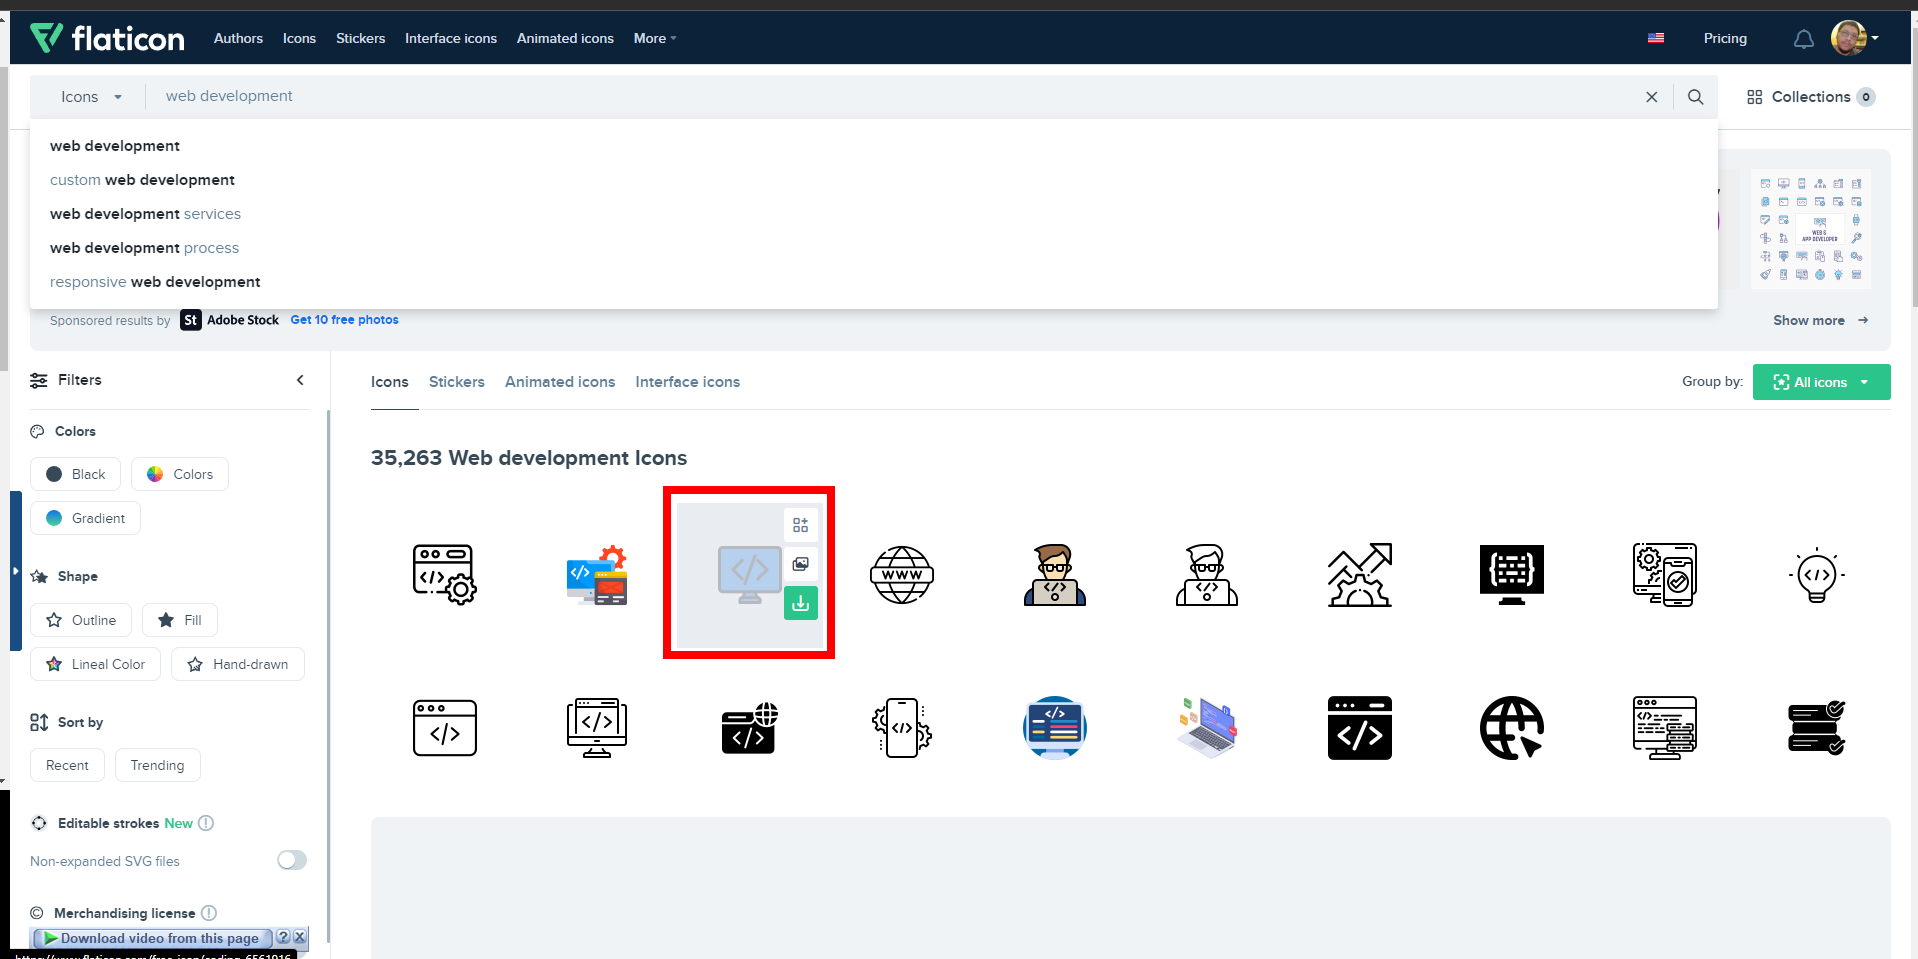 flaticon Authors Icons Stickers Interface icons Animated icons More Pricing
Icons web development Collections 0
web development
custom web development
web development services
web development process
responsive web development
WEB &
APP DEVELOPER
Sponsored results by St Adobe Stock Get 10 free photos Show more
Filters
Icons Stickers Animated icons Interface icons Group by: All icons
Colors
35,263 Web development Icons
Black Colors
Gradient
WWW
Shape
Outline Fill
Lineal Color Hand-drawn
Sort by
Recent Trending
Editable strokes New
Non-expanded SVG files
Merchandising license
Download video from this page